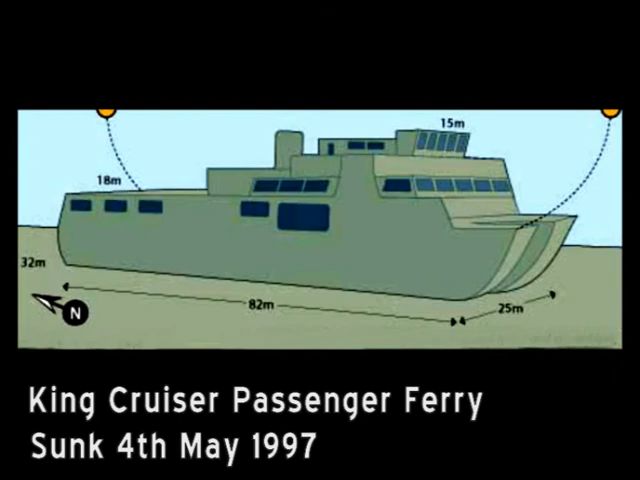 15m
18m
32m
82m
25m
N
King Cruiser Passenger Ferry
Sunk 4th May 1997